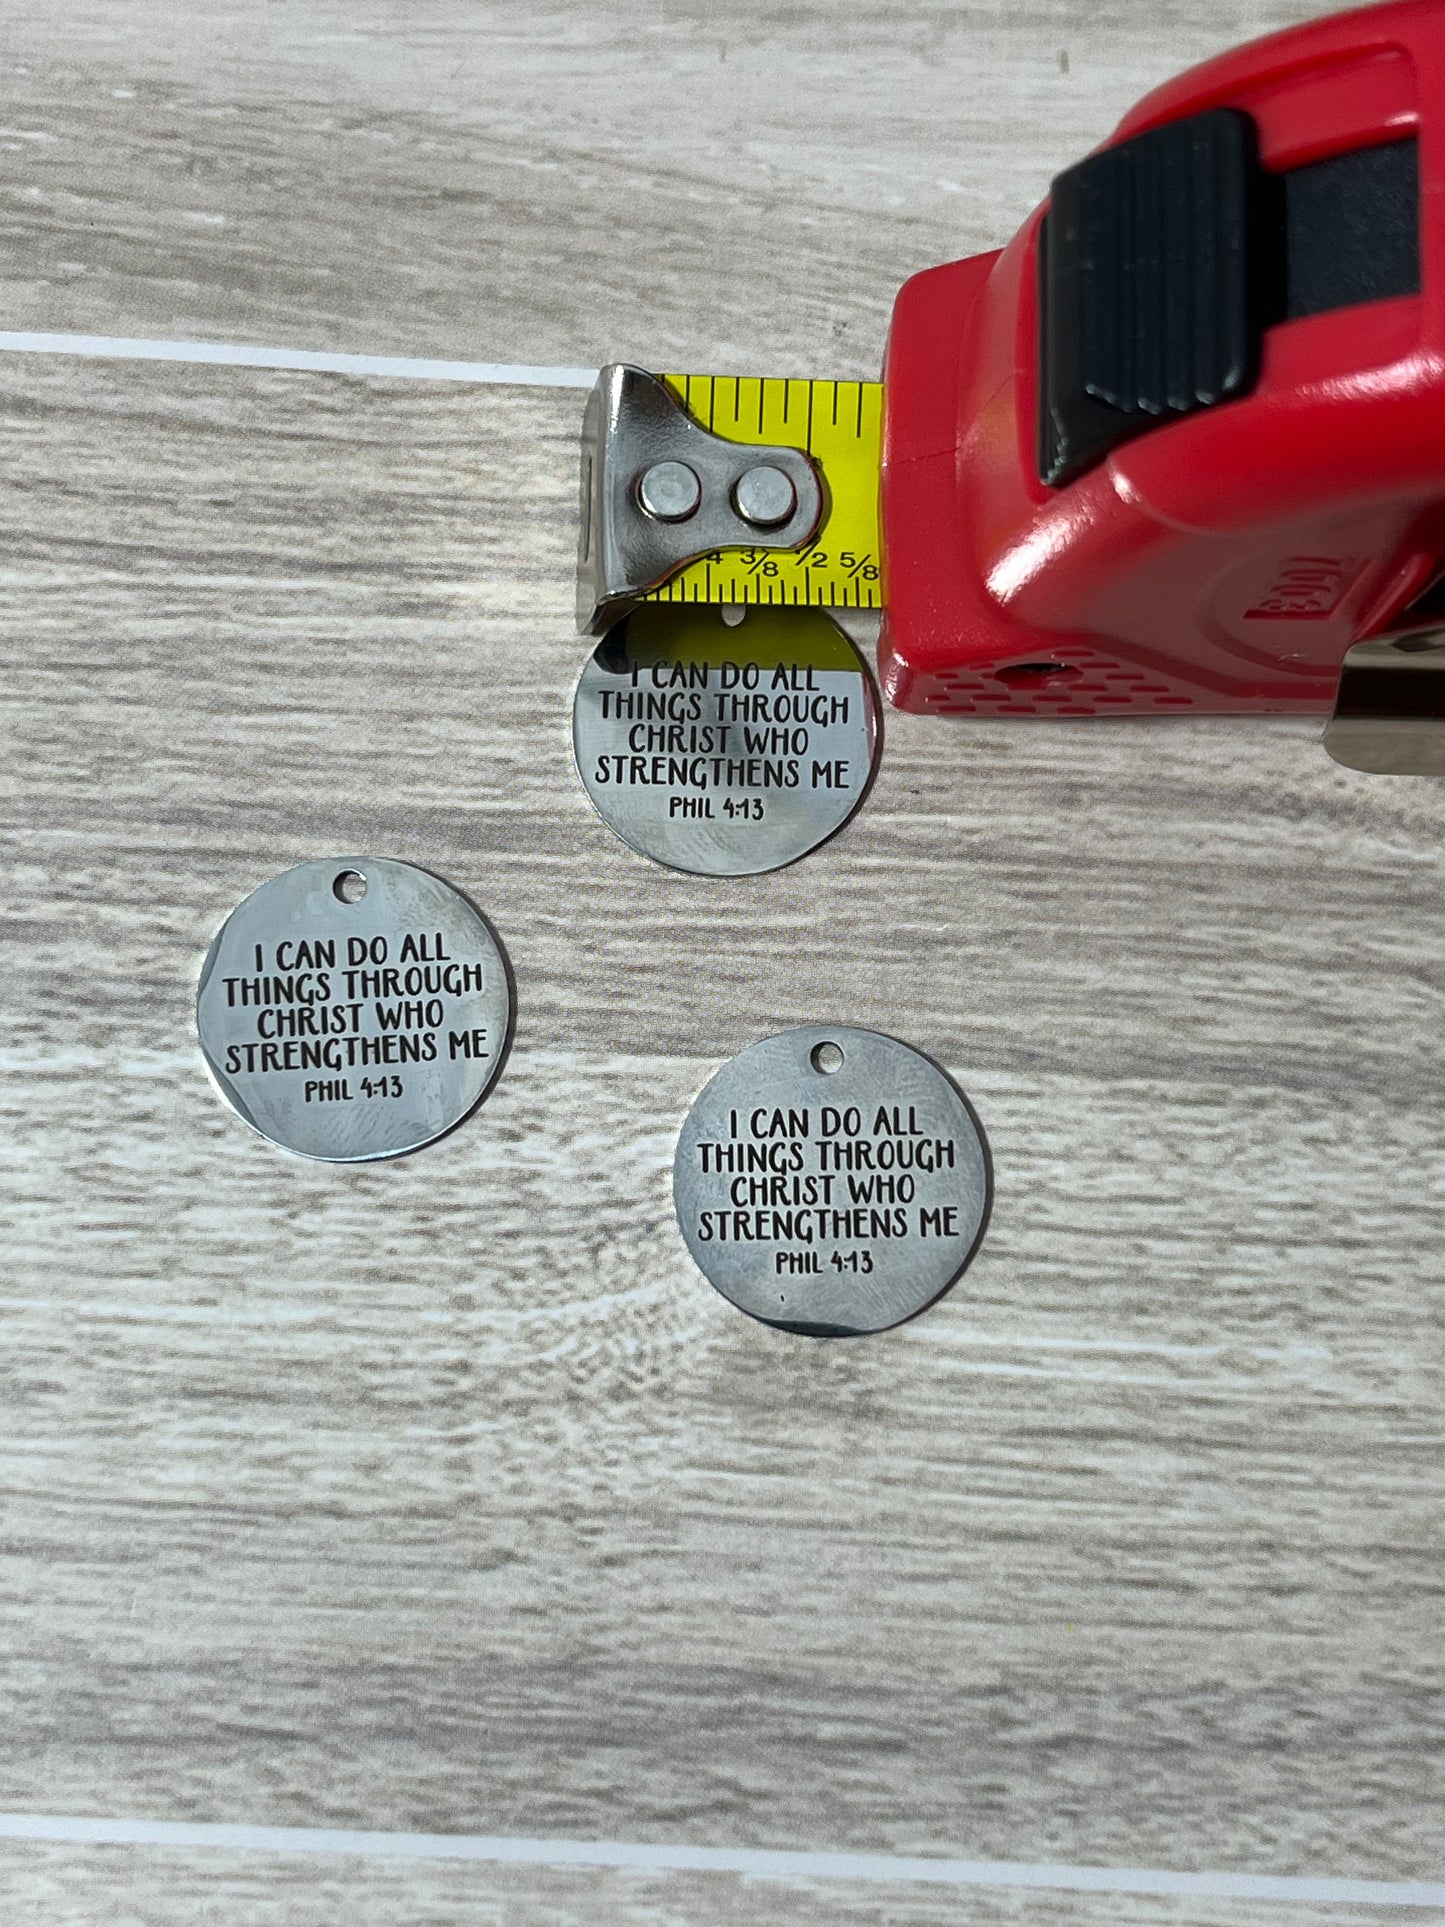 4 3/8 1/2 5/8
I CAN DO ALL
THINGS THROUGH
CHRIST WHO
STRENGTHENS ME
PHIL 4:13
I CAN DO ALL
THINGS THROUGH
CHRIST WHO
STRENGTHENS ME
PHIL 4:13
I CAN DO ALL
THINGS THROUGH
CHRIST WHO
STRENGTHENS ME
PHIL 4:13